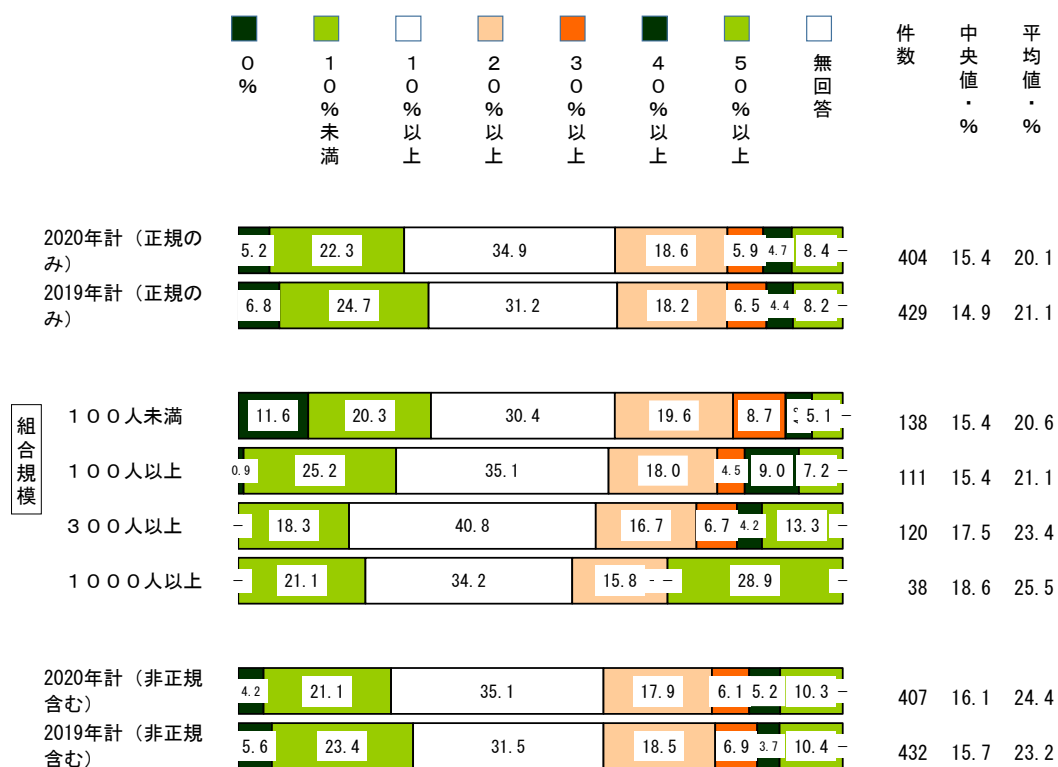 0%
10%未満
10%以上
20%以上
30%以上
40%以上
50%以上
無回答
件数
中央値・%
平均値・%
2020年計(正規のみ)
5.2 22.3 34.9 18.6 5.9 4.7 8.4 - 404 15.4 20.1
2019年計(正規のみ)
6.8 24.7 31.2 18.2 6.5 4.4 8.2 - 429 14.9 21.1
組合規模
100人未満 11.6 20.3 30.4 19.6 8.7 5.1 - 138 15.4 20.6
100人以上 0.9 25.2 35.1 18.0 4.5 9.0 7.2 - 111 15.4 21.1
300人以上 - 18.3 40.8 16.7 6.7 4.2 13.3 - 120 17.5 23.4
1000人以上 - 21.1 34.2 15.8 - - 28.9 - 38 18.6 25.5
2020年計(非正規含む)
4.2 21.1 35.1 17.9 6.1 5.2 10.3 - 407 16.1 24.4
2019年計(非正規含む)
5.6 23.4 31.5 18.5 6.9 3.7 10.4 - 432 15.7 23.2